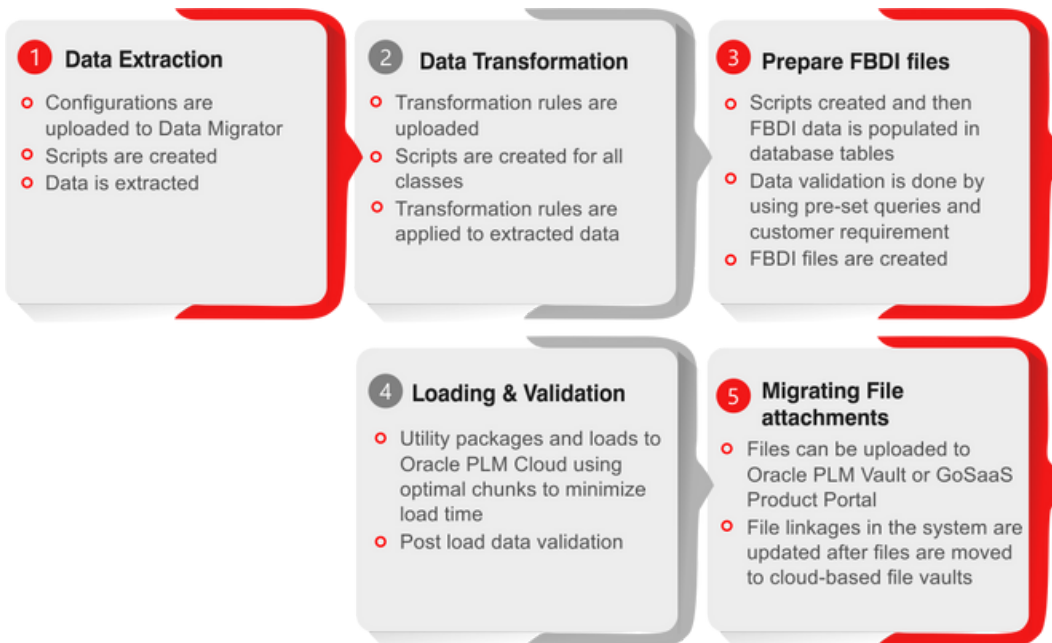 1 Data Extraction
Configurations are
uploaded to Data Migrator
Scripts are created
Data is extracted
2 Data Transformation
Transformation rules are
uploaded
Scripts are created for all
classes
Transformation rules are
applied to extracted data
3 Prepare FBDI files
Scripts created and then
FBDI data is populated in
database tables
Data validation is done by
using pre-set queries and
customer requirement
FBDI files are created
4 Loading & Validation
Utility packages and loads to
Oracle PLM Cloud using
optimal chunks to minimize
load time
Post load data validation
5 Migrating File
attachments
Files can be uploaded to
Oracle PLM Vault or GoSaaS
Product Portal
File linkages in the system are
updated after files are moved
to cloud-based file vaults